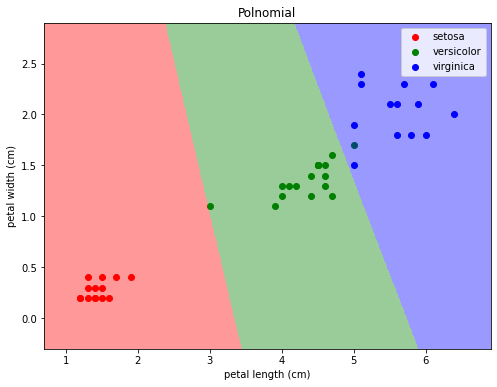 Polnomial
setosa
versicolor
virginica
2.5
2.0
1.5
1.0
0.5
0.0
petal width (cm)
1 2 3 4 5 6
petal length (cm)